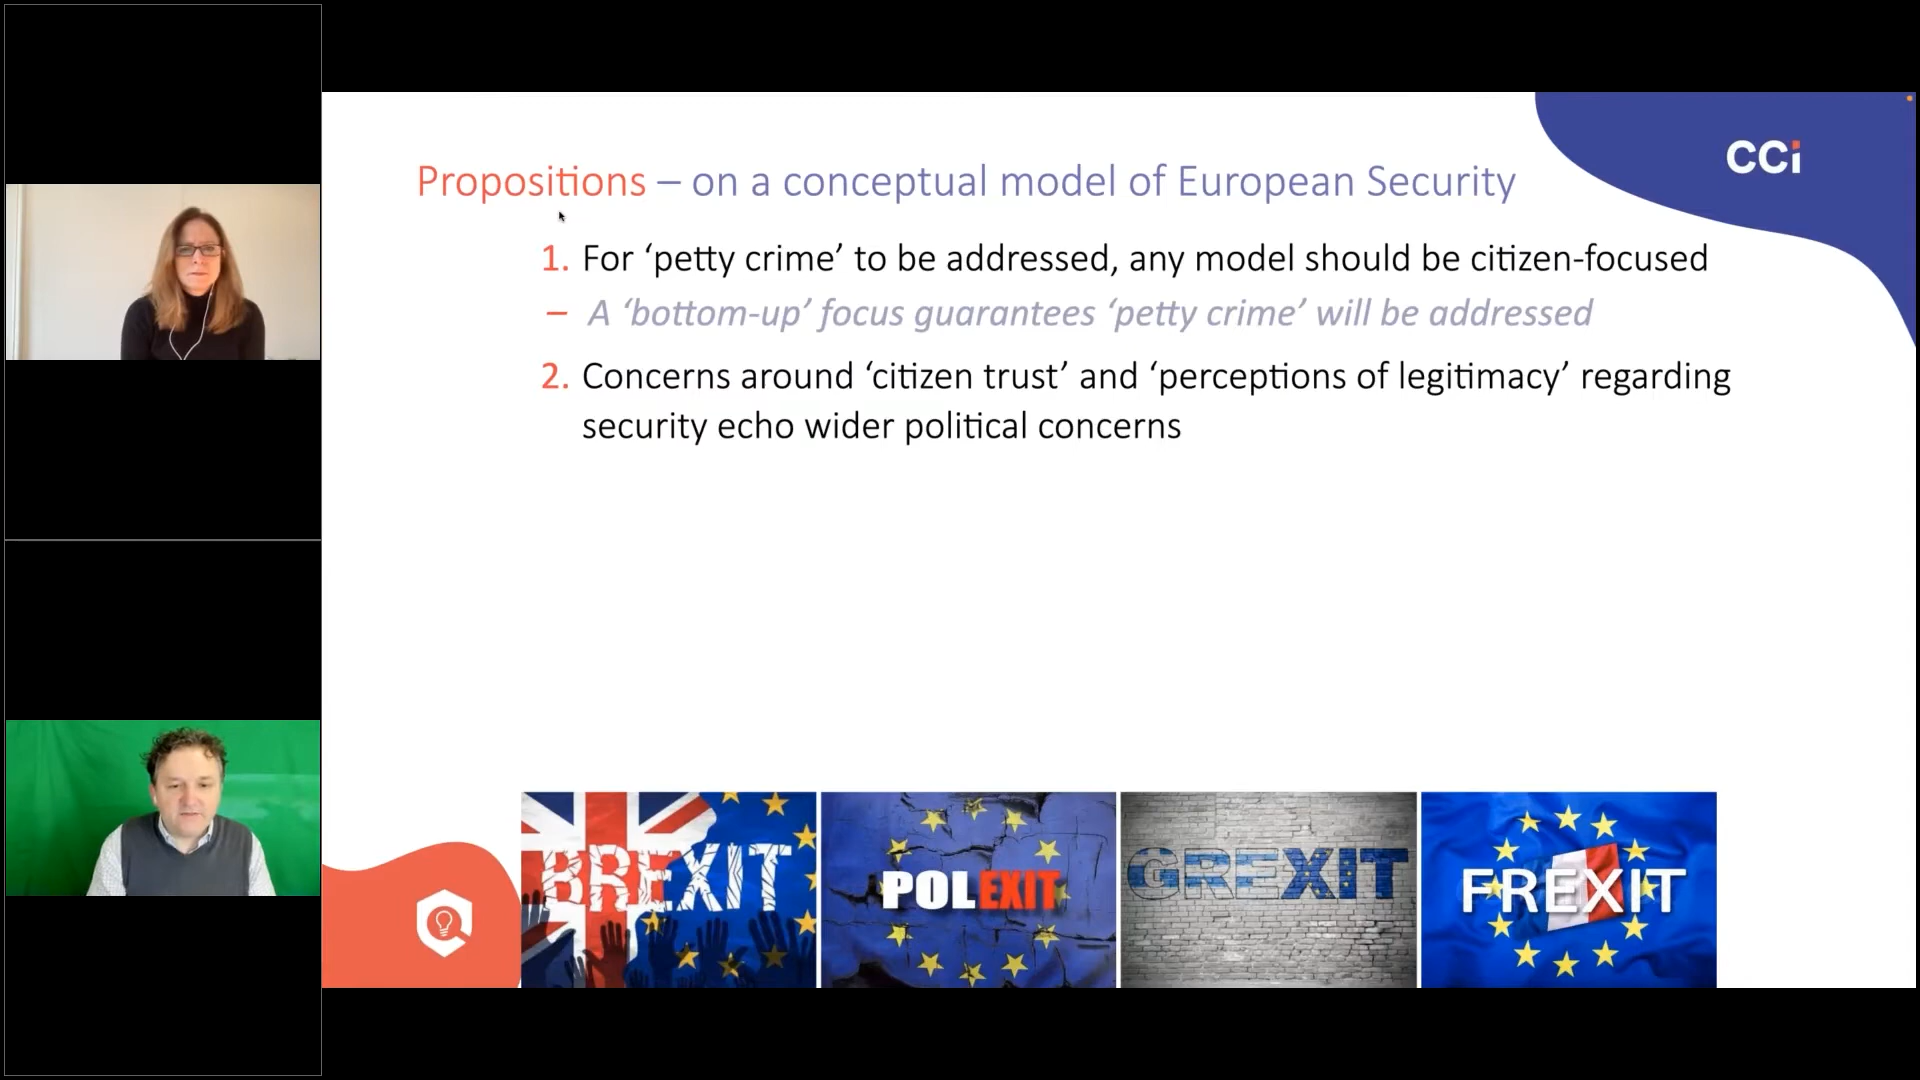 CCi
Propositions – on a conceptual model of European Security
1. For ‘petty crime’ to be addressed, any model should be citizen-focused
– A ‘bottom-up’ focus guarantees ‘petty crime’ will be addressed
2. Concerns around ‘citizen trust’ and ‘perceptions of legitimacy’ regarding
security echo wider political concerns
BREXIT
POLEXIT
GREXIT
FREXIT